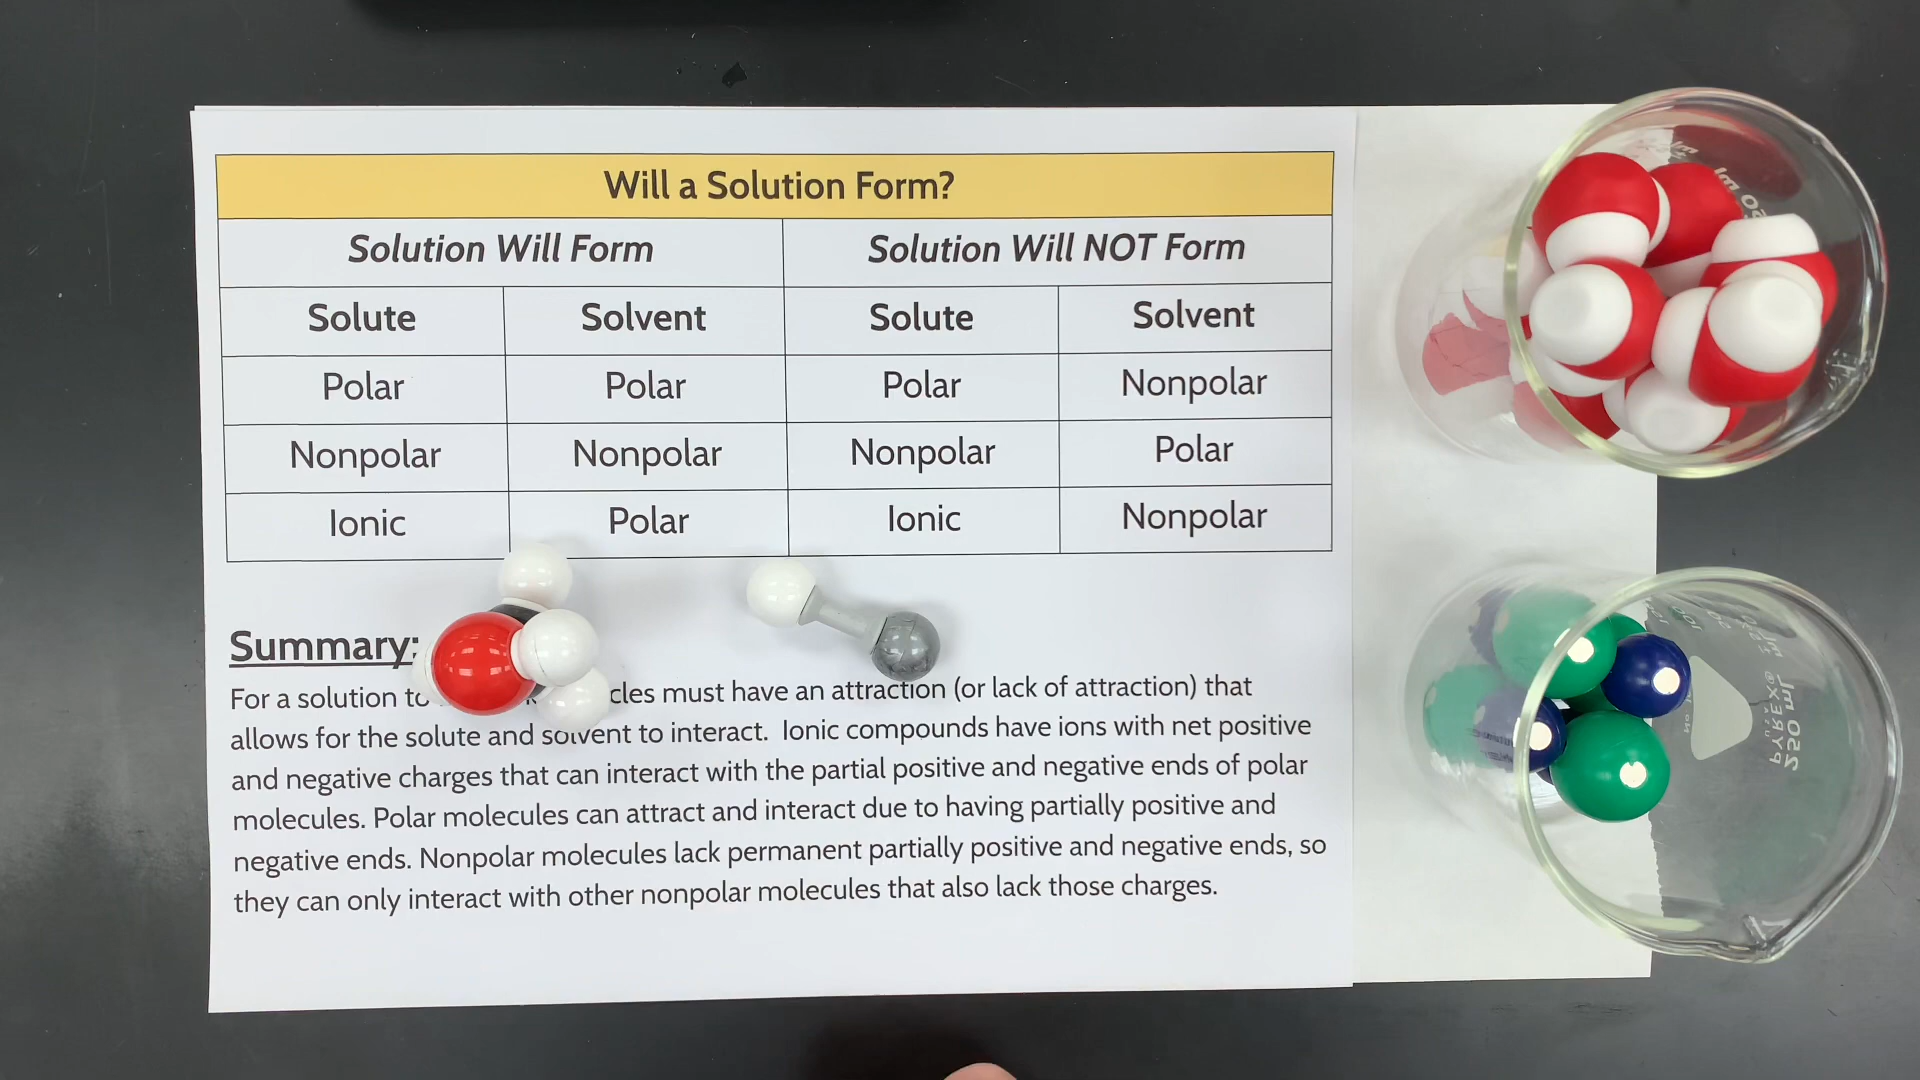 Will a Solution Form?
Solution Will Form Solution Will NOT Form
Solute Solvent Solute Solvent
Polar Polar Polar Nonpolar
Nonpolar Nonpolar Nonpolar Polar
Ionic Polar Ionic Nonpolar
Summary:
For a solution to cles must have an attraction (or lack of attraction) that
allows for the solute and solvent to interact. Ionic compounds have ions with net positive
and negative charges that can interact with the partial positive and negative ends of polar
molecules. Polar molecules can attract and interact due to having partially positive and
negative ends. Nonpolar molecules lack permanent partially positive and negative ends, so
they can only interact with other nonpolar molecules that also lack those charges.
PYREX®
250 mL